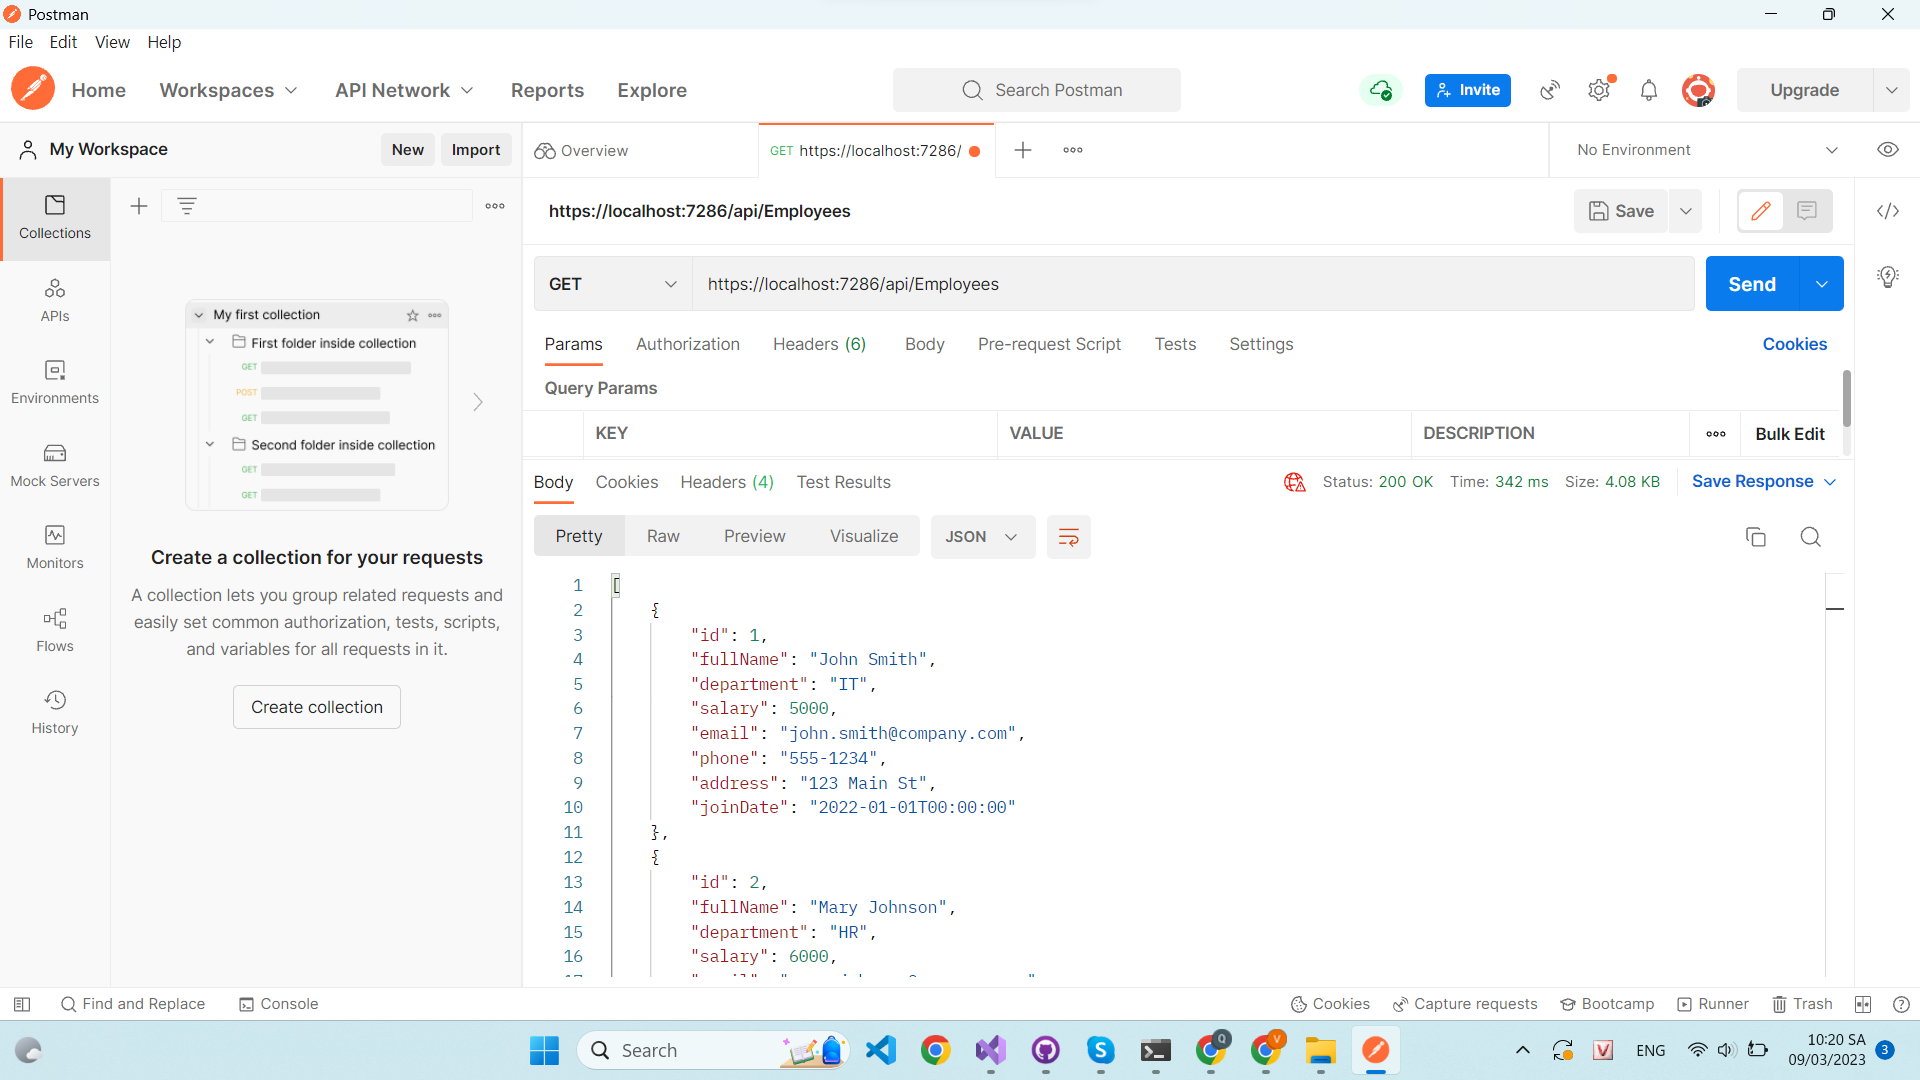 Postman
File Edit View Help
Home Workspaces API Network Reports Explore Search Postman Invite Upgrade
My Workspace New Import Overview GET https://localhost:7286/ No Environment
Collections
APIs
Environments
Mock Servers
Monitors
Flows
History
My first collection
First folder inside collection
GET
POST
GET
Second folder inside collection
GET
GET
Create a collection for your requests
A collection lets you group related requests and
easily set common authorization, tests, scripts,
and variables for all requests in it.
Create collection
https://localhost:7286/api/Employees Save
GET https://localhost:7286/api/Employees Send
Params Authorization Headers (6) Body Pre-request Script Tests Settings Cookies
Query Params
KEY VALUE DESCRIPTION Bulk Edit
Body Cookies Headers (4) Test Results Status: 200 OK Time: 342 ms Size: 4.08 KB Save Response
Pretty Raw Preview Visualize JSON
1 [
2 {
3 "id": 1,
4 "fullName": "John Smith",
5 "department": "IT",
6 "salary": 5000,
7 "email": "john.smith@company.com",
8 "phone": "555-1234",
9 "address": "123 Main St",
10 "joinDate": "2022-01-01T00:00:00"
11 },
12 {
13 "id": 2,
14 "fullName": "Mary Johnson",
15 "department": "HR",
16 "salary": 6000,
Find and Replace Console Cookies Capture requests Bootcamp Runner Trash
Search ENG 10:20 SA
09/03/2023 3